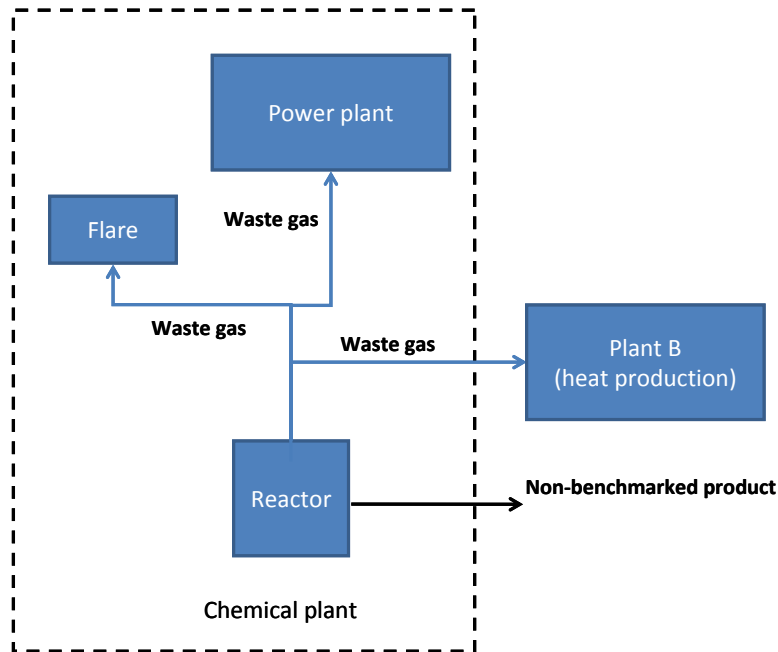 Power plant
Waste gas
Flare
Waste gas
Waste gas
Plant B
(heat production)
Reactor
Non-benchmarked product
Chemical plant